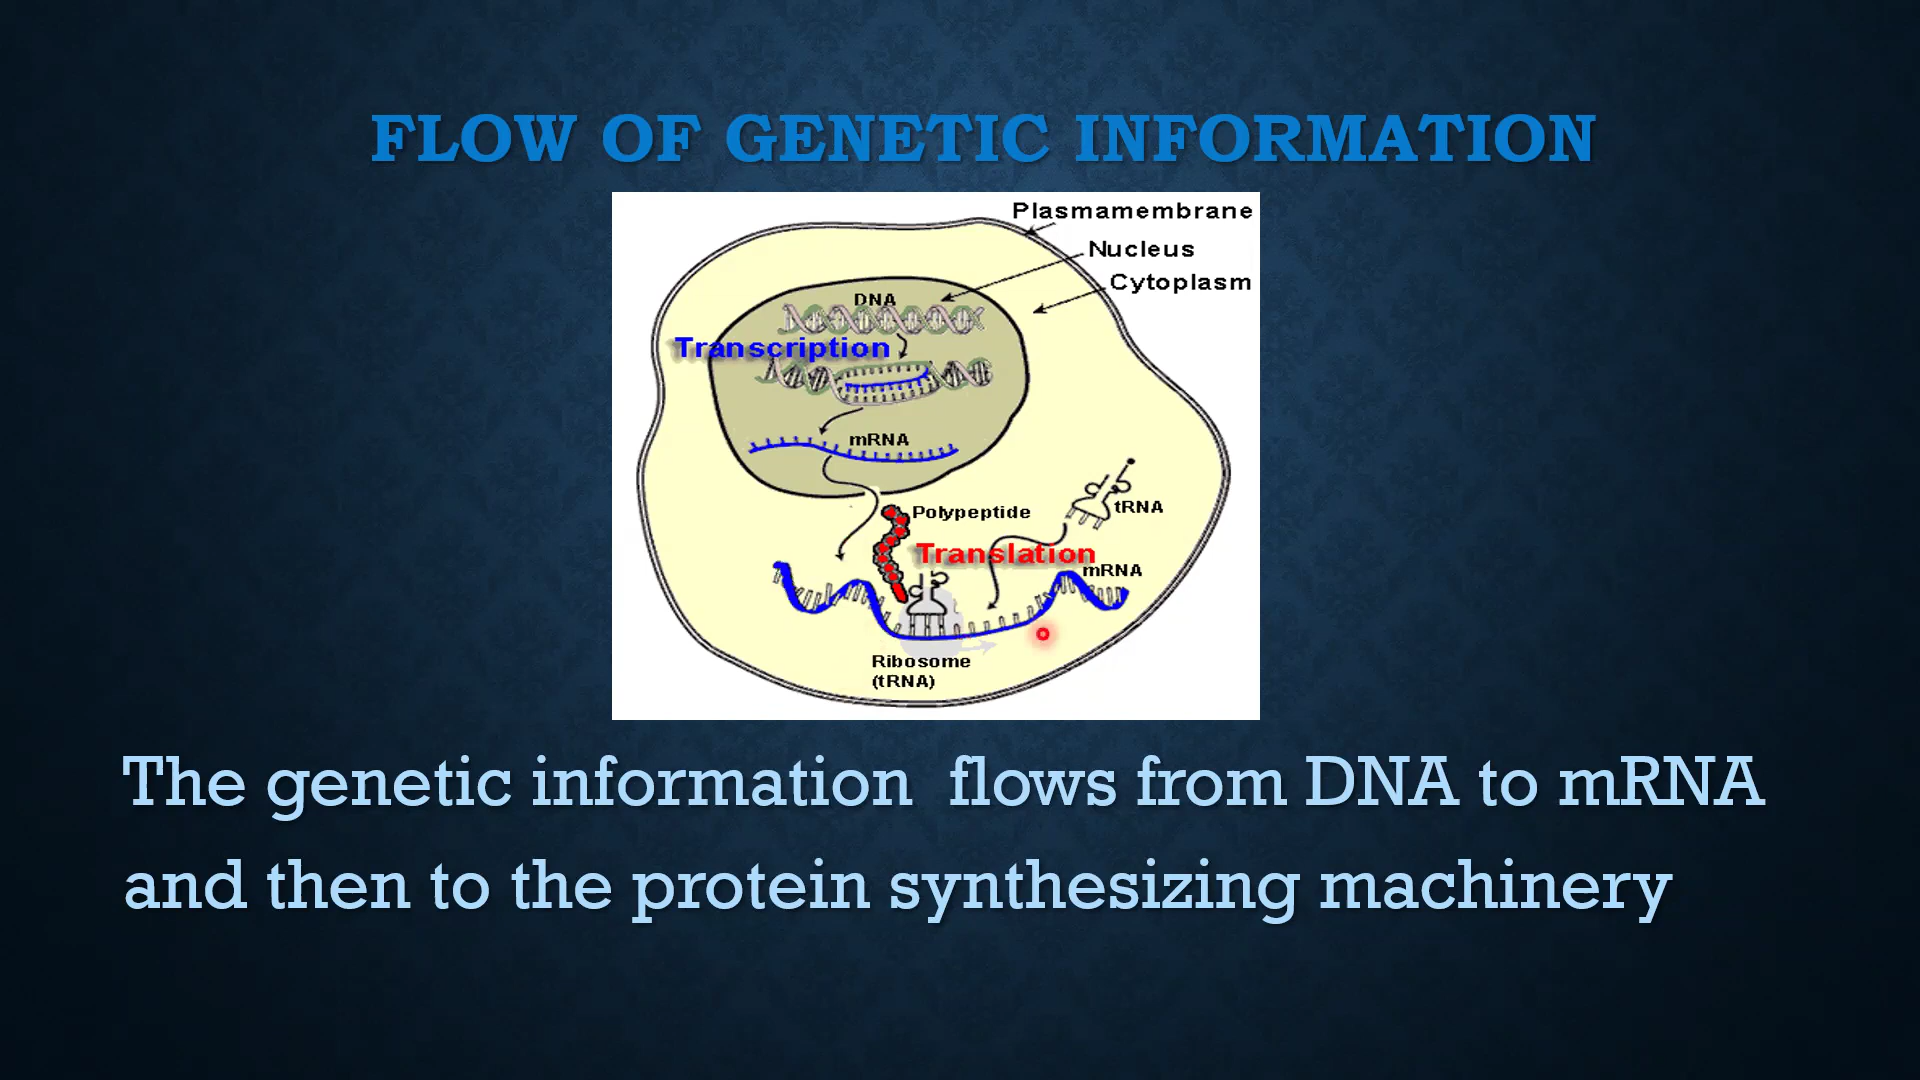 FLOW OF GENETIC INFORMATION
Plasmamembrane
Nucleus
Cytoplasm
DNA
Transcription
mRNA
Polypeptide
tRNA
Translation
mRNA
Ribosome
(tRNA)
The genetic information flows from DNA to mRNA
and then to the protein synthesizing machinery